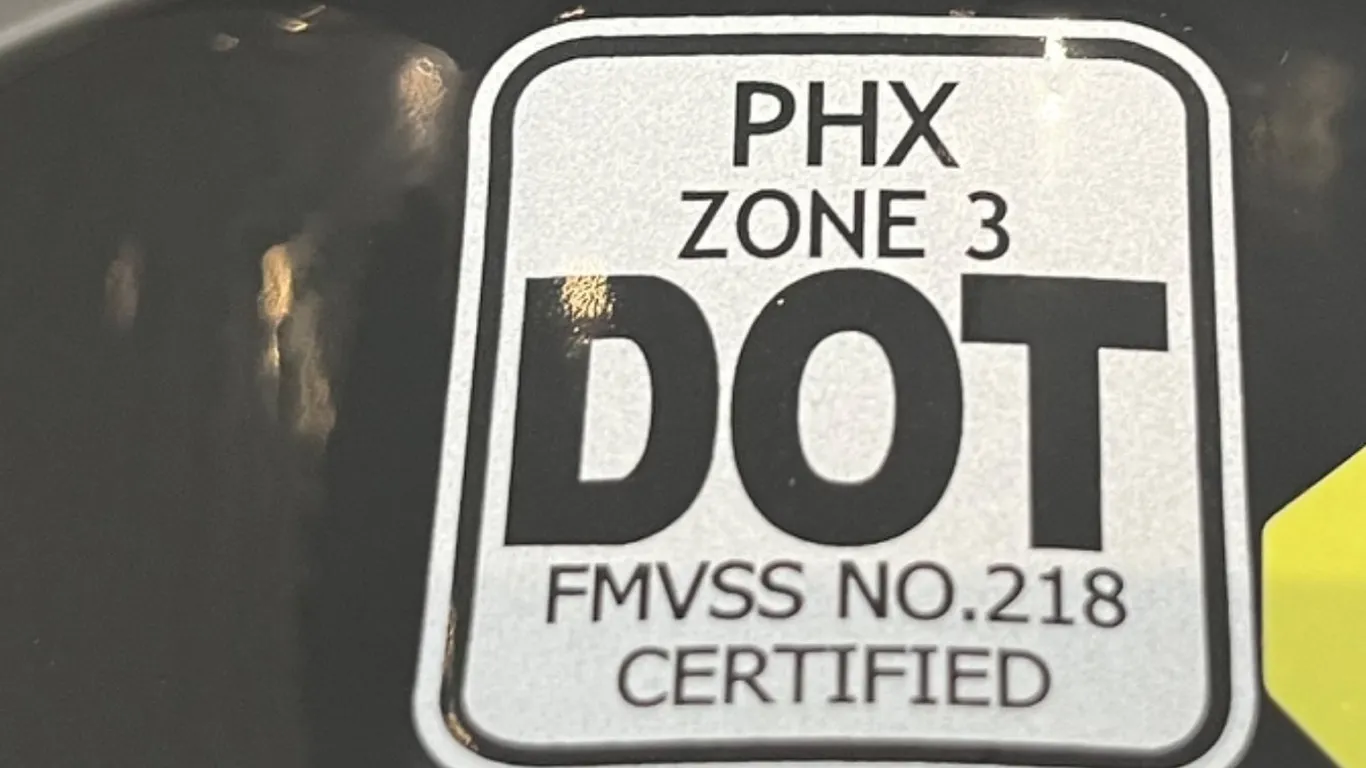 PHX
ZONE 3
DOT
FMVSS NO.218
CERTIFIED